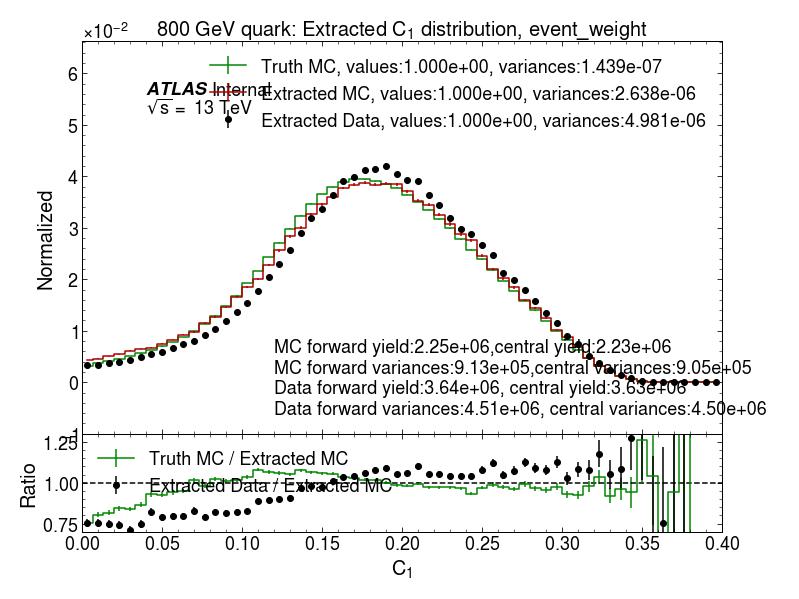 ×10⁻² 800 GeV quark: Extracted C₁ distribution, event_weight
Truth MC, values:1.000e+00, variances:1.439e-07
ATLAS Internal
Extracted MC, values:1.000e+00, variances:2.638e-06
√s = 13 TeV
Extracted Data, values:1.000e+00, variances:4.981e-06
6
5
4
3
2
1
0
1
Normalized
MC forward yield:2.25e+06,central yield:2.23e+06
MC forward variances:9.13e+05,central variances:9.05e+05
Data forward yield:3.64e+06, central yield:3.63e+06
Data forward variances:4.51e+06, central variances:4.50e+06
1.25
1.00
0.75
Ratio
Truth MC / Extracted MC
Extracted Data / Extracted MC
0.00 0.05 0.10 0.15 0.20 0.25 0.30 0.35 0.40
C₁